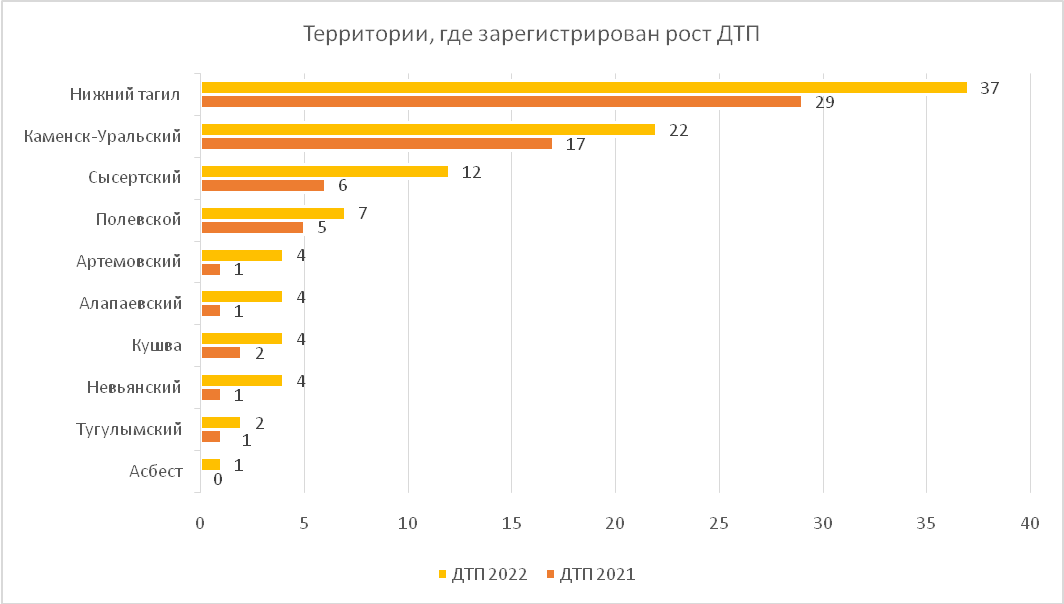 Территории, где зарегистрирован рост ДТП
Нижний тагил
37
29
Каменск-Уральский
22
17
Сысертский
12
6
Полевской
7
5
Артемовский
4
1
Алапаевский
4
1
Кушва
4
2
Невьянский
4
1
Тугулымский
2
1
Асбест
1
0
0 5 10 15 20 25 30 35 40
ДТП 2022 ДТП 2021